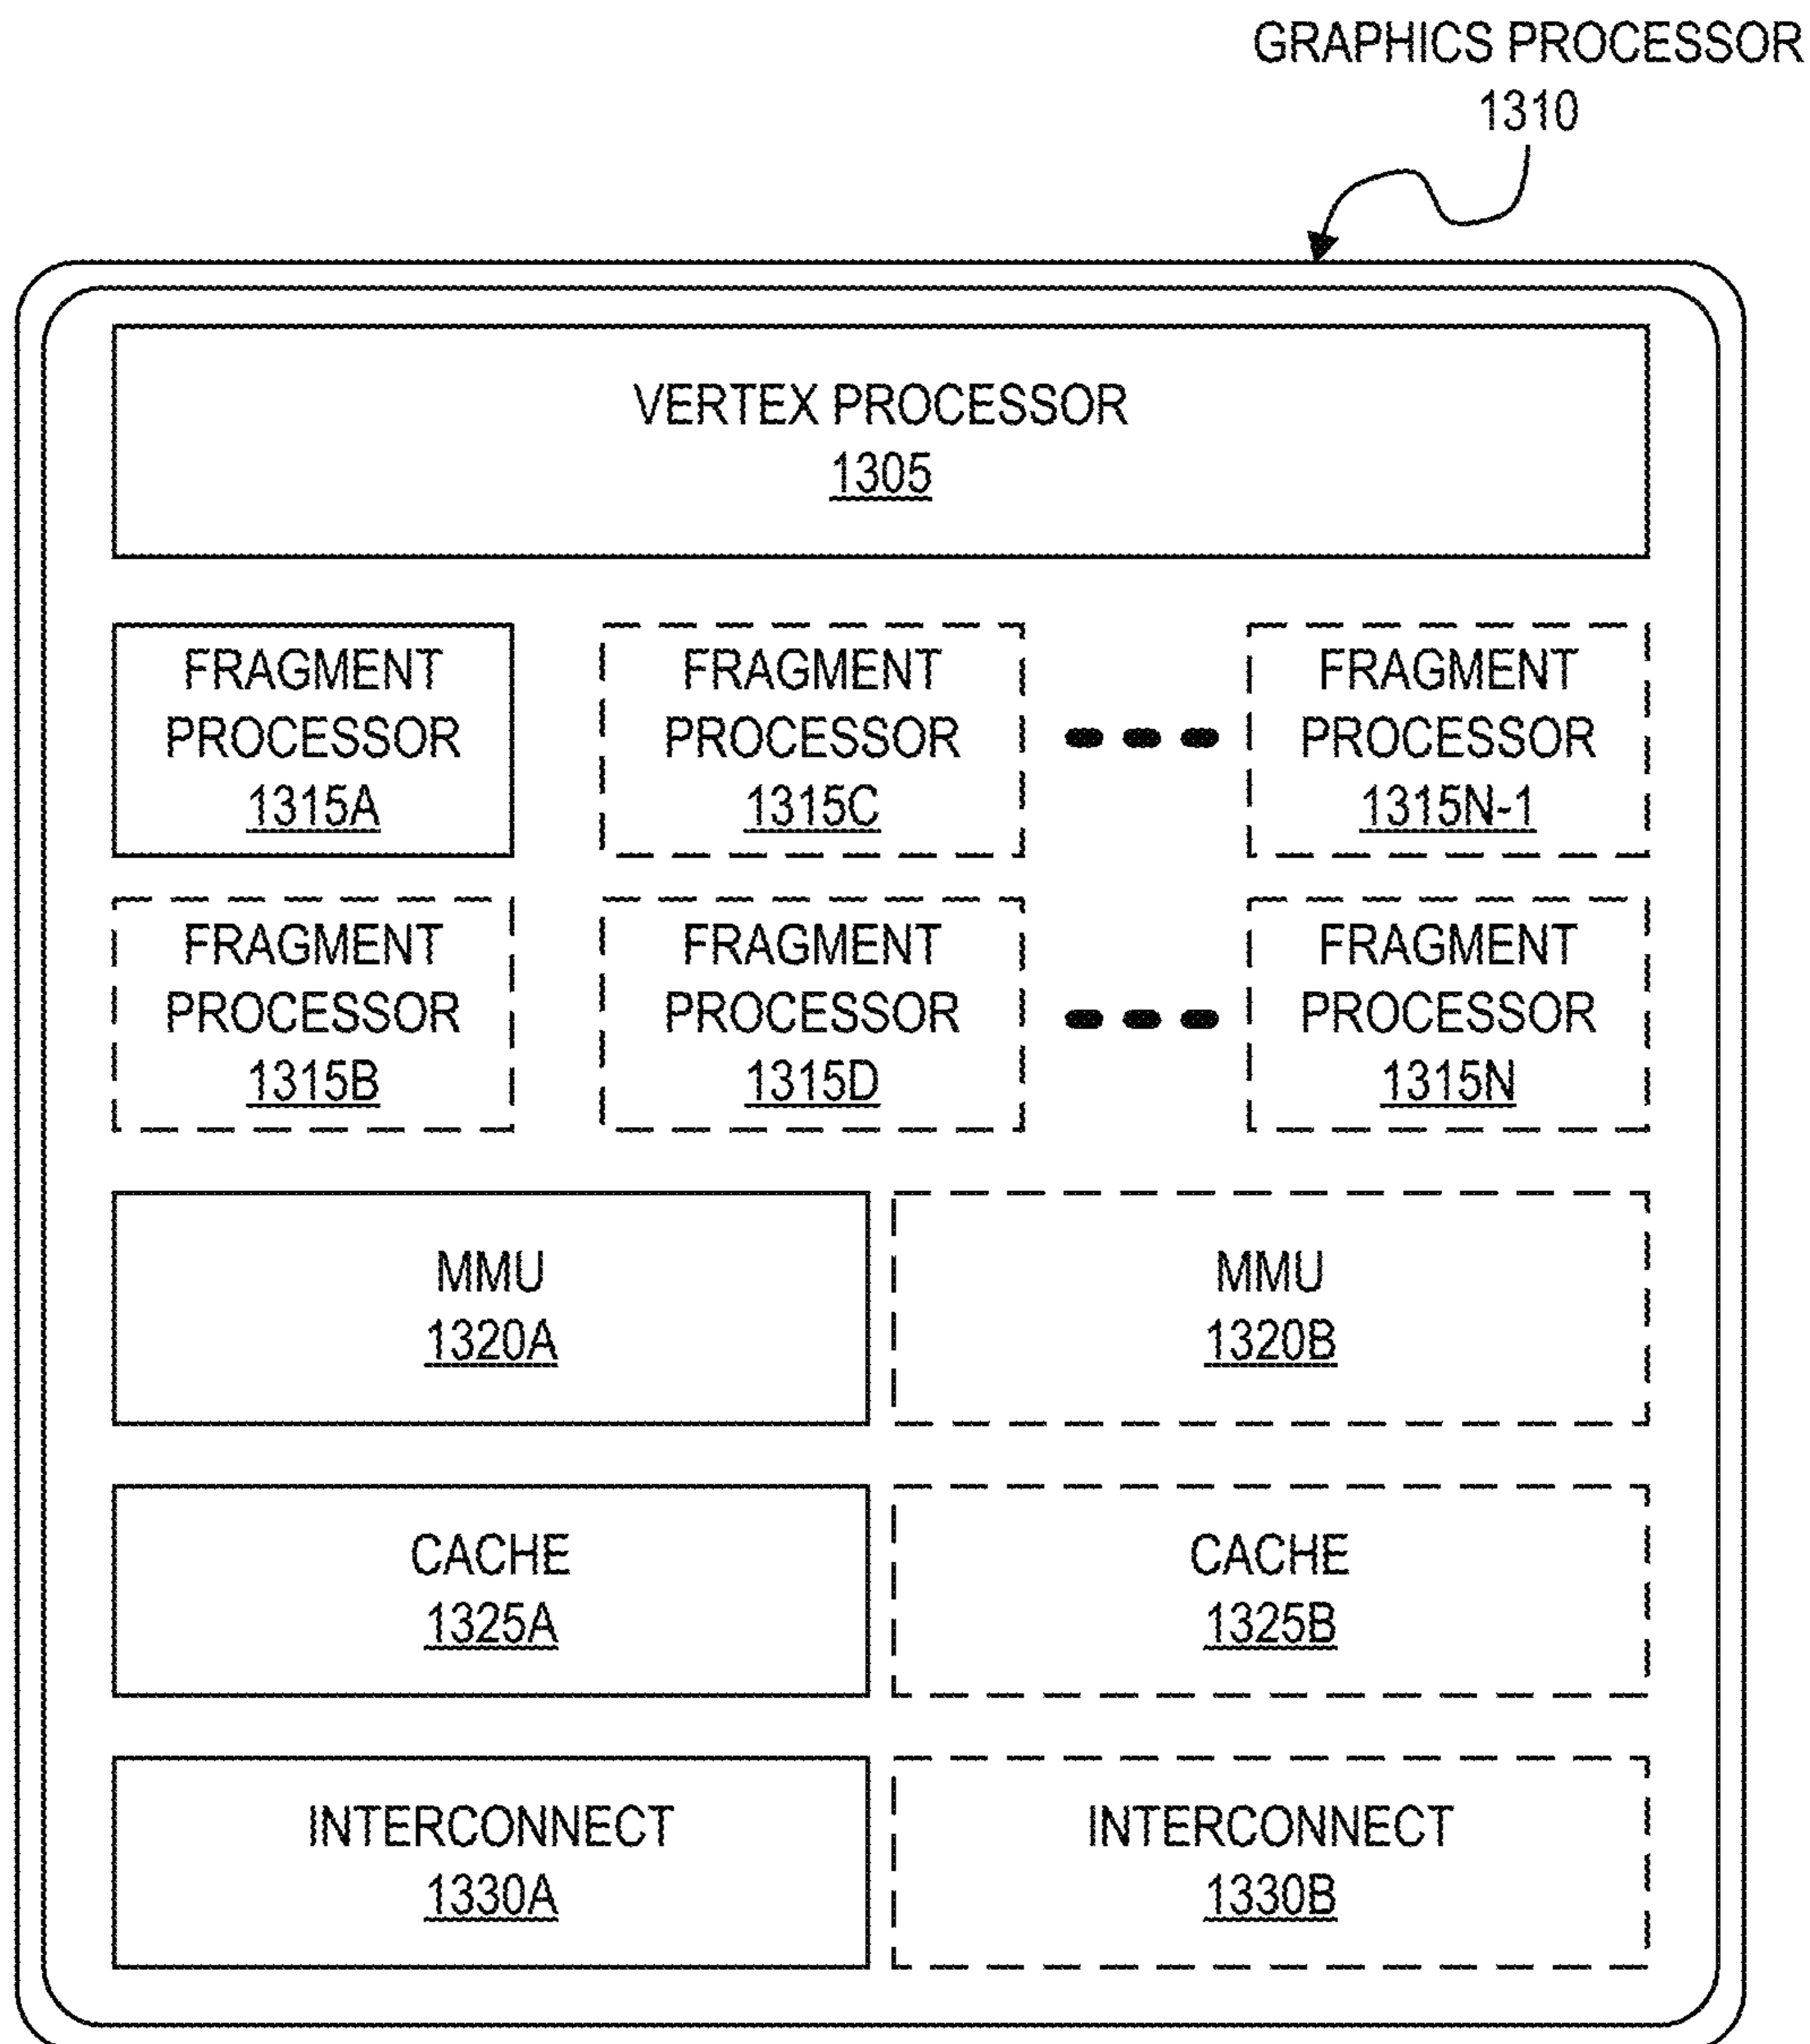 GRAPHICS PROCESSOR
1310
VERTEX PROCESSOR
1305
FRAGMENT
PROCESSOR
1315A
FRAGMENT
PROCESSOR
1315C
FRAGMENT
PROCESSOR
1315N-1
FRAGMENT
PROCESSOR
1315B
FRAGMENT
PROCESSOR
1315D
FRAGMENT
PROCESSOR
1315N
MMU
1320A
MMU
1320B
CACHE
1325A
CACHE
1325B
INTERCONNECT
1330A
INTERCONNECT
1330B